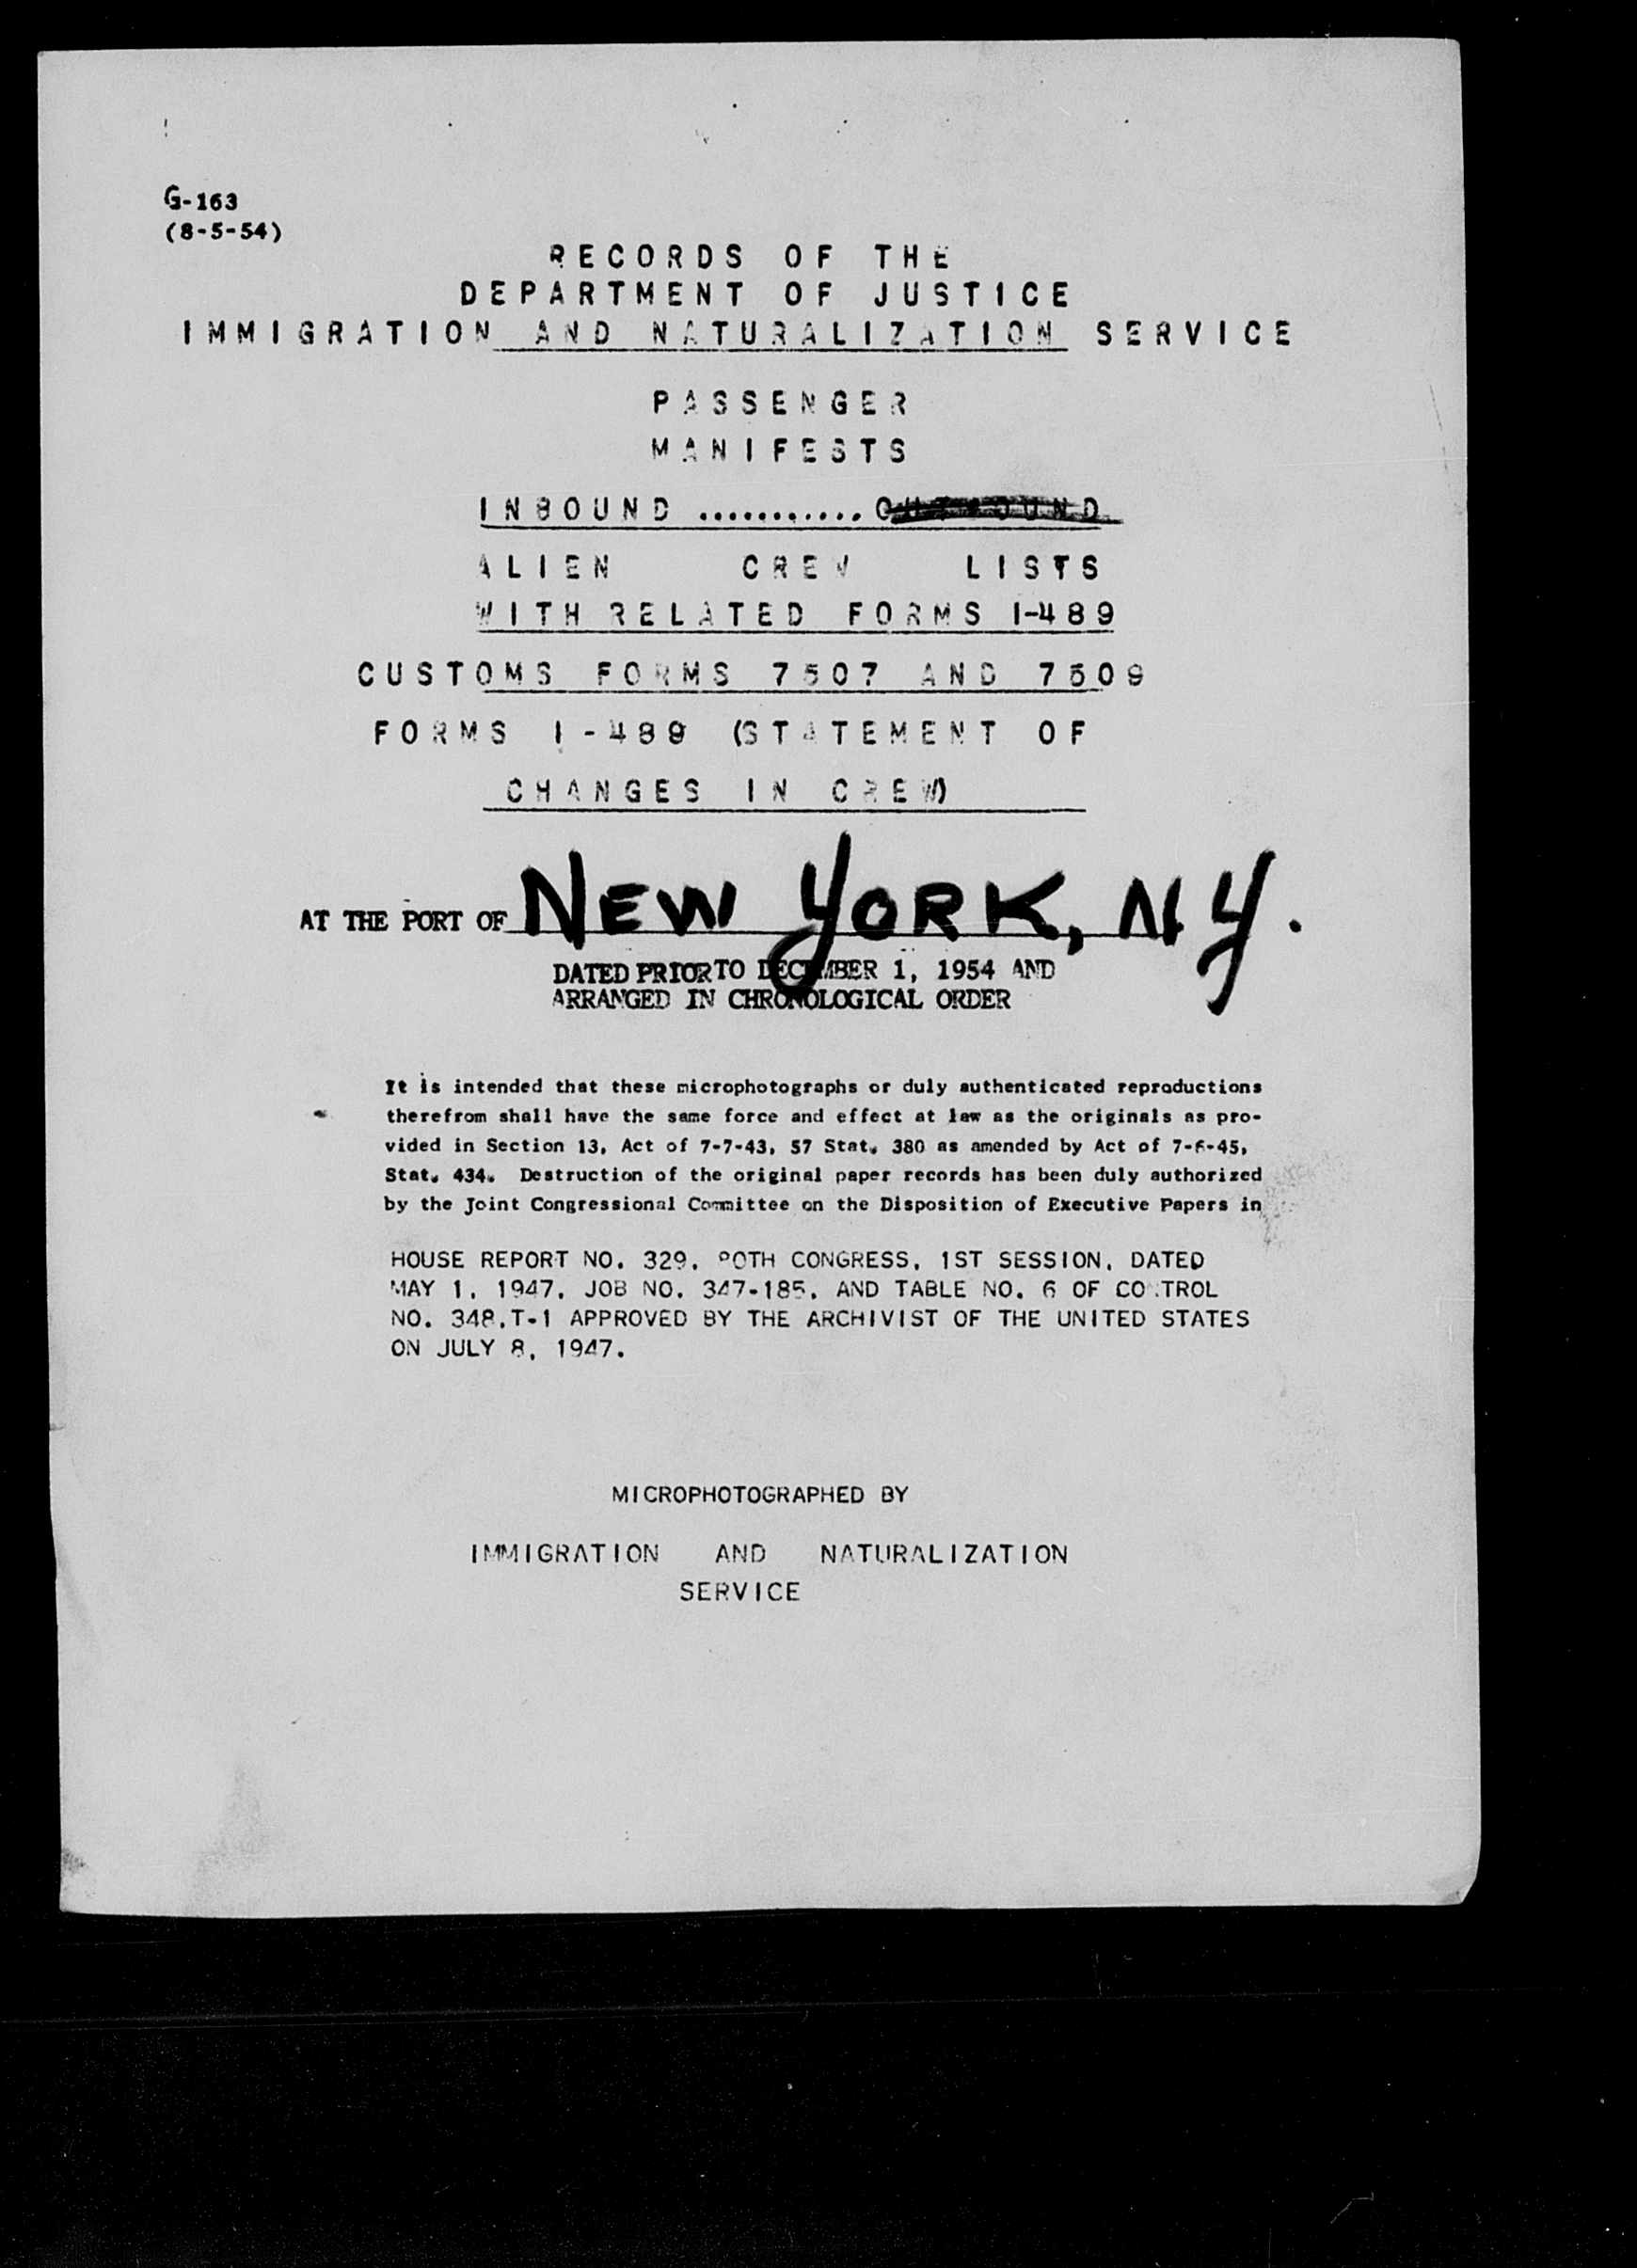 G-163
(8-5-54)
RECORDS OF THE
DEPARTMENT OF JUSTICE
IMMIGRATION AND NATURALIZATION SERVICE
PASSENGER
MANIFESTS
INBOUND ........... OUTBOUND
ALIEN CREW LISTS
WITH RELATED FORMS I-489
CUSTOMS FORMS 7507 AND 7509
FORMS I-489 (STATEMENT OF
CHANGES IN CREW)
AT THE PORT OF NEW YORK, NY.
DATED PRIOR TO DECEMBER 1, 1954 AND
ARRANGED IN CHRONOLOGICAL ORDER
It is intended that these microphotographs or duly authenticated reproductions
therefrom shall have the same force and effect at law as the originals as pro-
vided in Section 13, Act of 7-7-43, 57 Stat. 380 as amended by Act of 7-6-45,
Stat. 434. Destruction of the original paper records has been duly authorized
by the Joint Congressional Committee on the Disposition of Executive Papers in
HOUSE REPORT NO. 329, 80TH CONGRESS, 1ST SESSION, DATED
MAY 1, 1947, JOB NO. 347-185, AND TABLE NO. 6 OF CONTROL
NO. 348,T-1 APPROVED BY THE ARCHIVIST OF THE UNITED STATES
ON JULY 8, 1947.
MICROPHOTOGRAPHED BY
IMMIGRATION AND NATURALIZATION
SERVICE